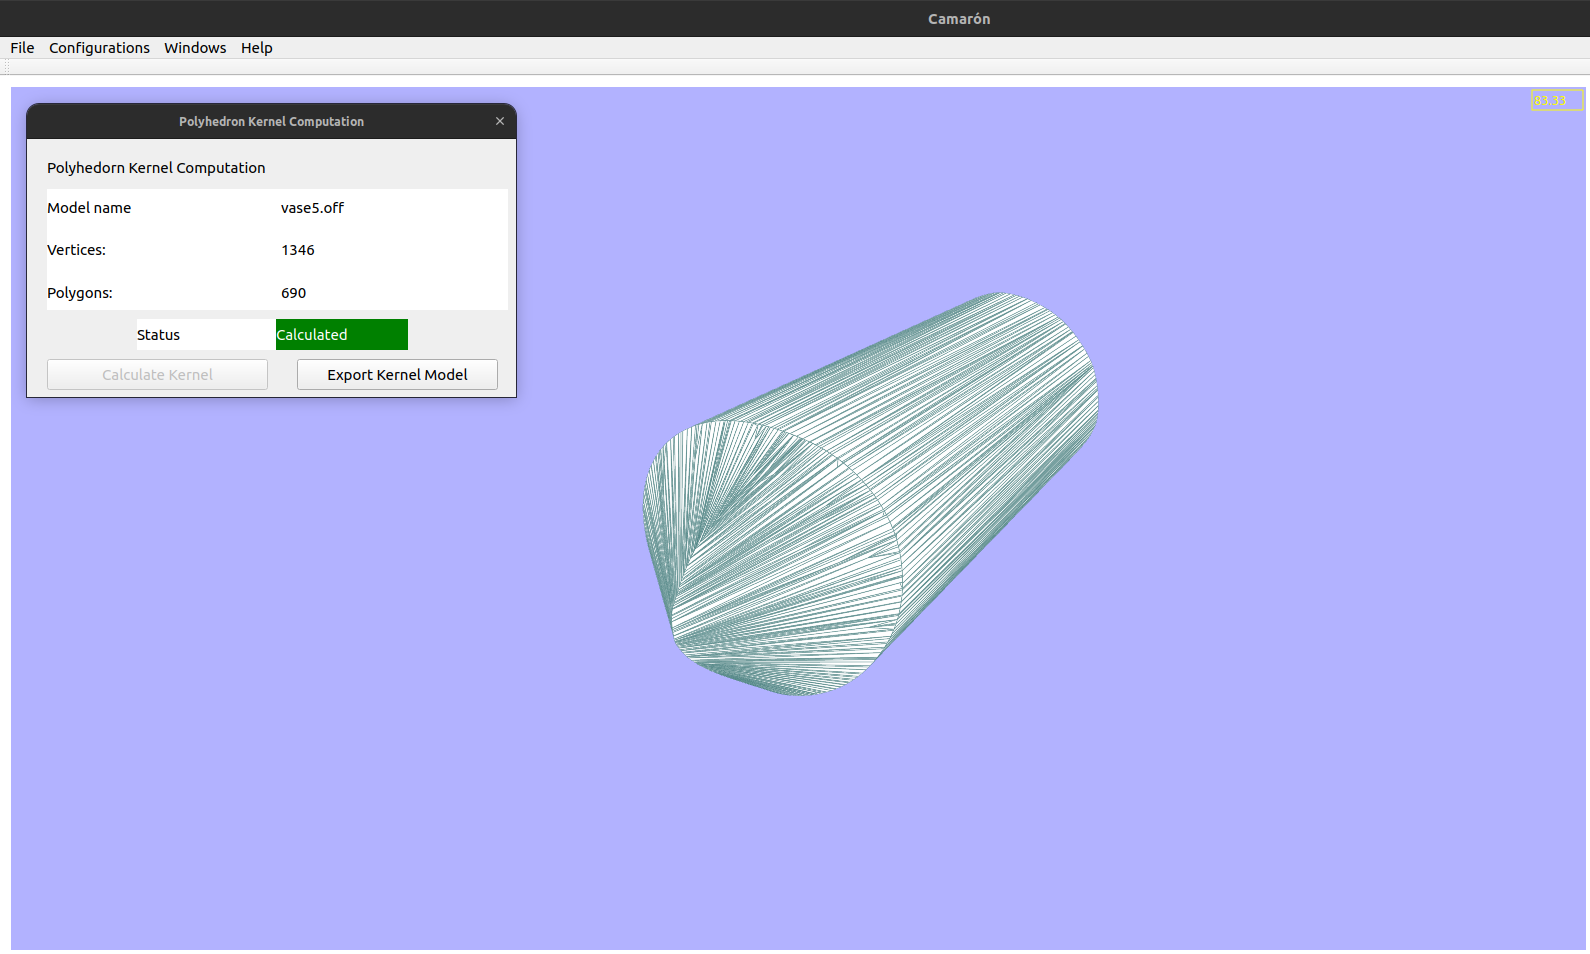 Camarón
File Configurations Windows Help
83.33
Polyhedron Kernel Computation ×
Polyhedorn Kernel Computation
Model name vase5.off
Vertices: 1346
Polygons: 690
Status Calculated
Calculate Kernel Export Kernel Model